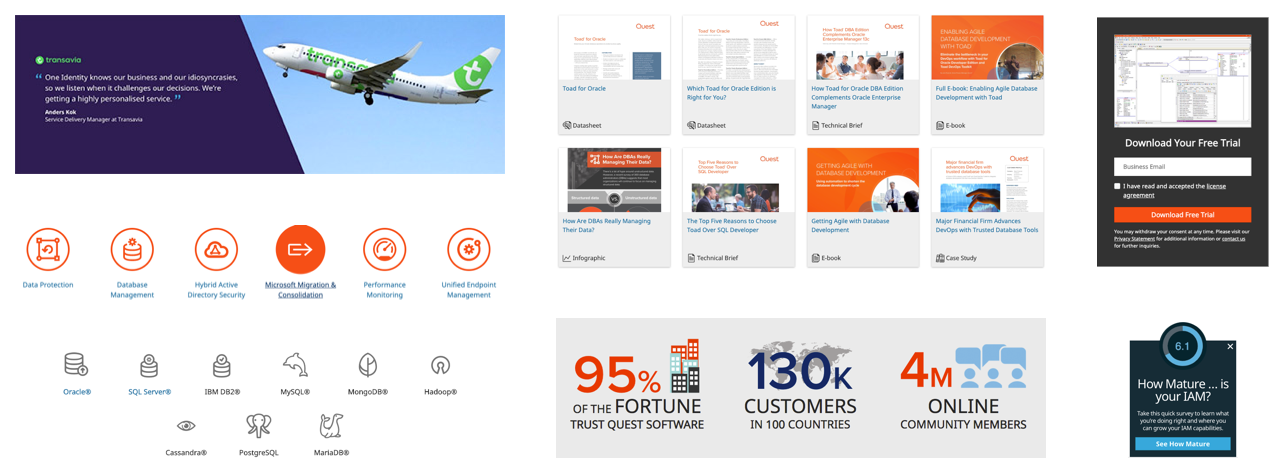 transavia
“ One Identity knows our business and our idiosyncrasies,
so we listen when it challenges our decisions. We're
getting a highly personalised service. ”
Anders Kok
Service Delivery Manager at Transavia
transavia
Data Protection
Database
Management
Hybrid Active
Directory Security
Microsoft Migration &
Consolidation
Performance
Monitoring
Unified Endpoint
Management
Oracle®
SQL Server®
IBM DB2®
MySQL®
MongoDB®
Hadoop®
Cassandra®
PostgreSQL
MariaDB®
Quest
Toad for Oracle
Toad for Oracle
Datasheet
Quest
Toad for Oracle
Which Toad for Oracle Edition is
Right for You?
Datasheet
Quest
How Toad® DBA Edition
Complements Oracle
Enterprise Manager
How Toad for Oracle DBA Edition
Complements Oracle Enterprise
Manager
Technical Brief
ENABLING AGILE
DATABASE DEVELOPMENT
WITH TOAD
Full E-book: Enabling Agile Database
Development with Toad
E-book
How Are DBAs Really
Managing Their Data?
Structured data
VS.
Unstructured data
How Are DBAs Really Managing
Their Data?
Infographic
Quest
Top Five Reasons to
Choose Toad Over
SQL Developer
The Top Five Reasons to Choose
Toad Over SQL Developer
Technical Brief
GETTING AGILE WITH
DATABASE DEVELOPMENT
Getting Agile with Database
Development
E-book
Quest
Major financial firm
advances DevOps with
trusted database tools
Major Financial Firm Advances
DevOps with Trusted Database Tools
Case Study
95%
OF THE FORTUNE
TRUST QUEST SOFTWARE
130K
CUSTOMERS
IN 100 COUNTRIES
4M
ONLINE
COMMUNITY MEMBERS
Download Your Free Trial
Business Email
I have read and accepted the license
agreement
Download Free Trial
You may withdraw your consent at any time. Please visit our
Privacy Statement for additional information or contact us
for further inquiries.
6.1
How Mature ... is
your IAM?
Take this quick survey to learn what
you're doing right and where you
can grow your IAM capabilities.
See How Mature